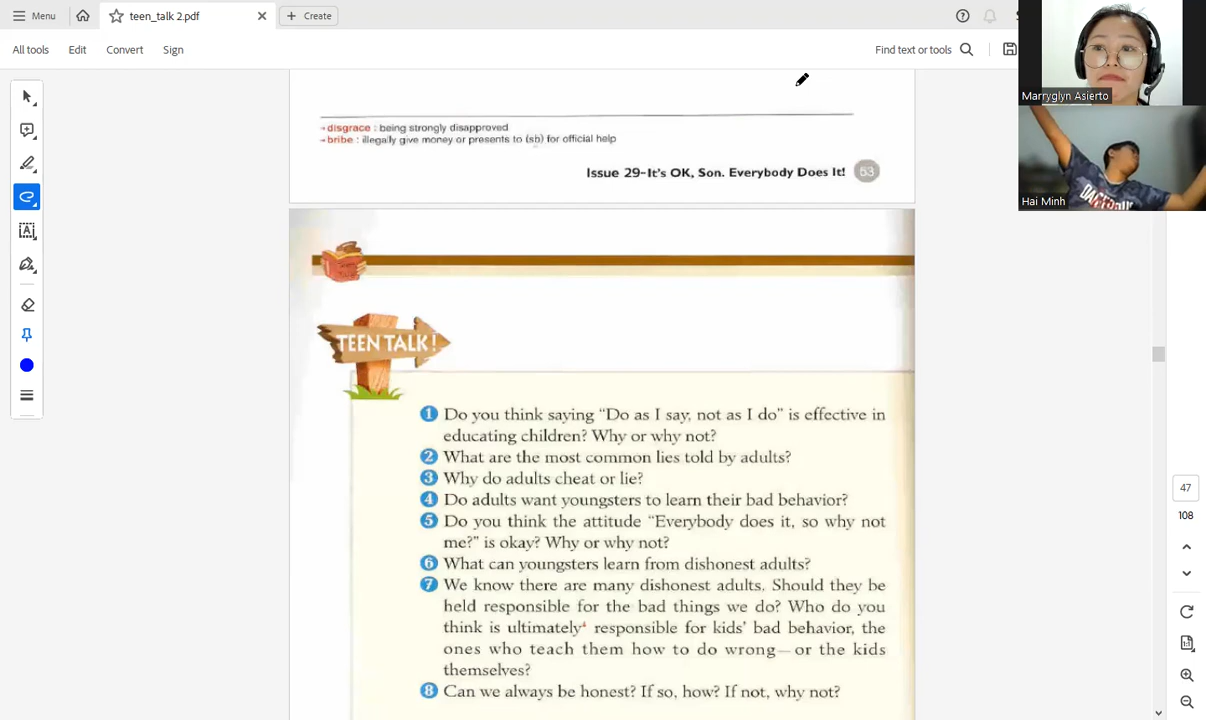 Menu
teen_talk 2.pdf
Create
All tools
Edit
Convert
Sign
Find text or tools
Marryglyn Asierto
Hai Minh
disgrace : being strongly disapproved
bribe : illegally give money or presents to (sb) for official help
Issue 29-It's OK, Son. Everybody Does It! 53
TEEN TALK!
1 Do you think saying "Do as I say, not as I do" is effective in
educating children? Why or why not?
2 What are the most common lies told by adults?
3 Why do adults cheat or lie?
4 Do adults want youngsters to learn their bad behavior?
5 Do you think the attitude "Everybody does it, so why not
me?" is okay? Why or why not?
6 What can youngsters learn from dishonest adults?
7 We know there are many dishonest adults. Should they be
held responsible for the bad things we do? Who do you
think is ultimately responsible for kids' bad behavior, the
ones who teach them how to do wrong—or the kids
themselves?
8 Can we always be honest? If so, how? If not, why not?
47
108